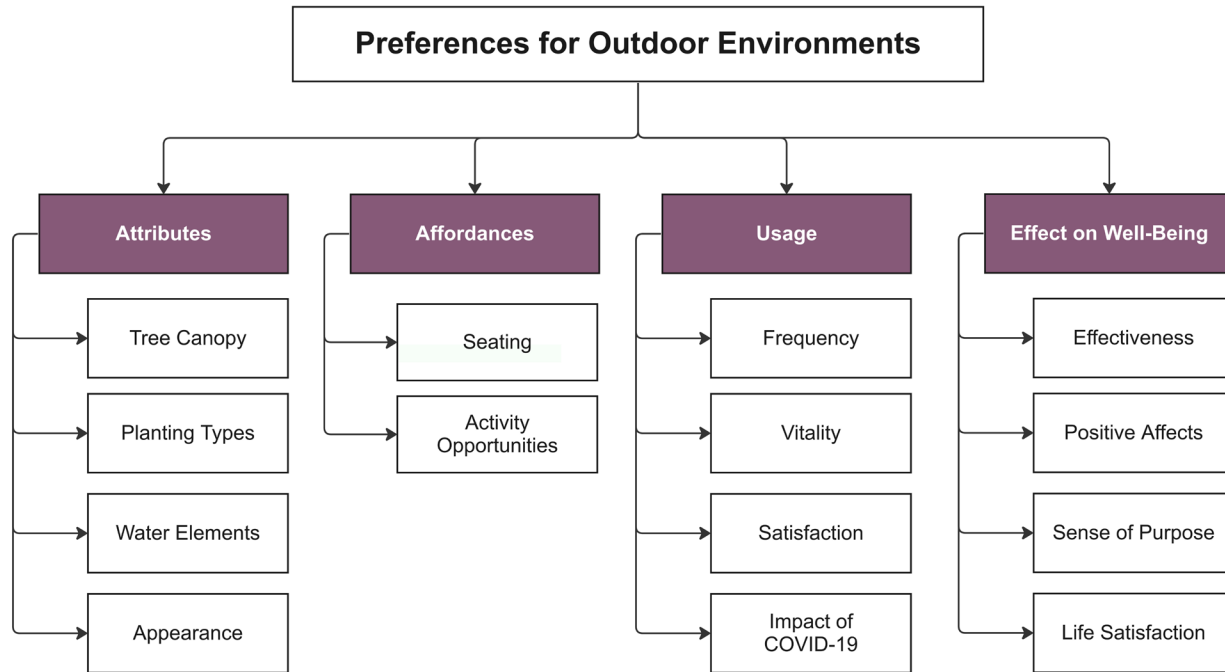 Preferences for Outdoor Environments
Attributes
Tree Canopy
Planting Types
Water Elements
Appearance
Affordances
Seating
Activity
Opportunities
Usage
Frequency
Vitality
Satisfaction
Impact of
COVID-19
Effect on Well-Being
Effectiveness
Positive Affects
Sense of Purpose
Life Satisfaction